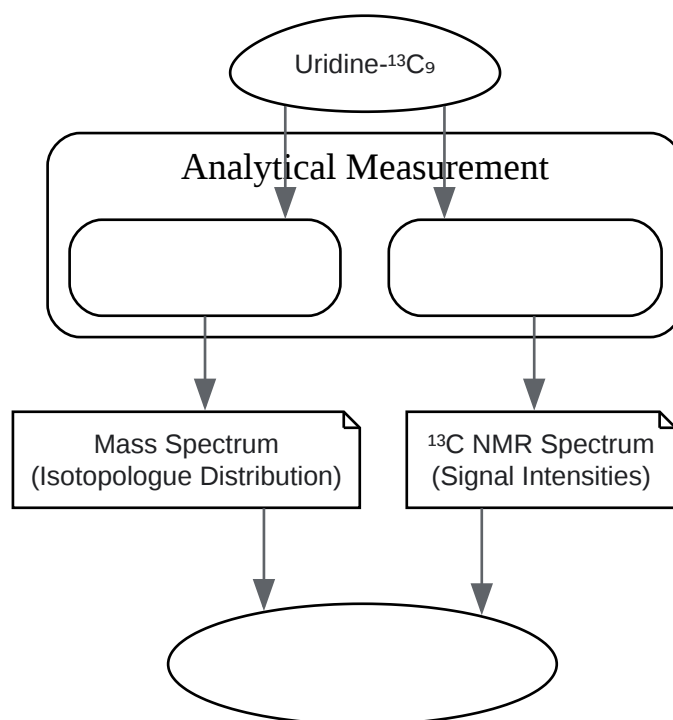 Uridine-¹³C₉
Analytical Measurement
Mass Spectrum
(Isotopologue Distribution)
¹³C NMR Spectrum
(Signal Intensities)